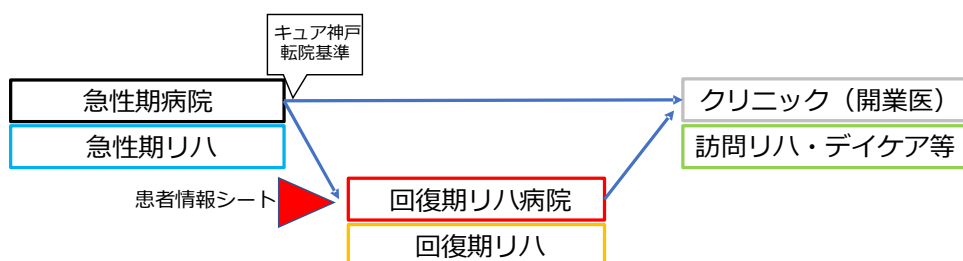 キュア神戸
転院基準
急性期病院
急性期リハ
クリニック（開業医）
訪問リハ・デイケア等
患者情報シート
回復期リハ病院
回復期リハ